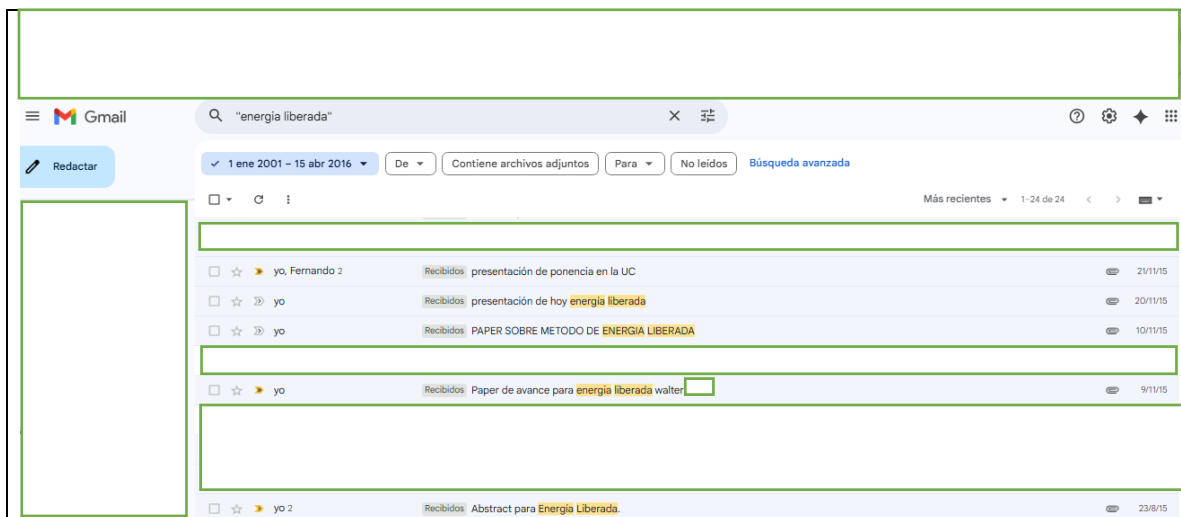 Gmail
"energia liberada"
Redactar
1 ene 2001 – 15 abr 2016 De Contiene archivos adjuntos Para No leídos Búsqueda avanzada
Más recientes 1–24 de 24
yo, Fernando 2 Recibidos presentación de ponencia en la UC 21/11/15
yo Recibidos presentación de hoy energía liberada 20/11/15
yo Recibidos PAPER SOBRE METODO DE ENERGIA LIBERADA 10/11/15
yo Recibidos Paper de avance para energia liberada walter 9/11/15
yo 2 Recibidos Abstract para Energía Liberada. 23/8/15